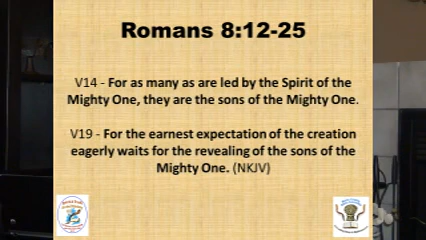 Romans 8:12-25
V14 - For as many as are led by the Spirit of the
Mighty One, they are the sons of the Mighty One.
V19 - For the earnest expectation of the creation
eagerly waits for the revealing of the sons of the
Mighty One. (NKJV)